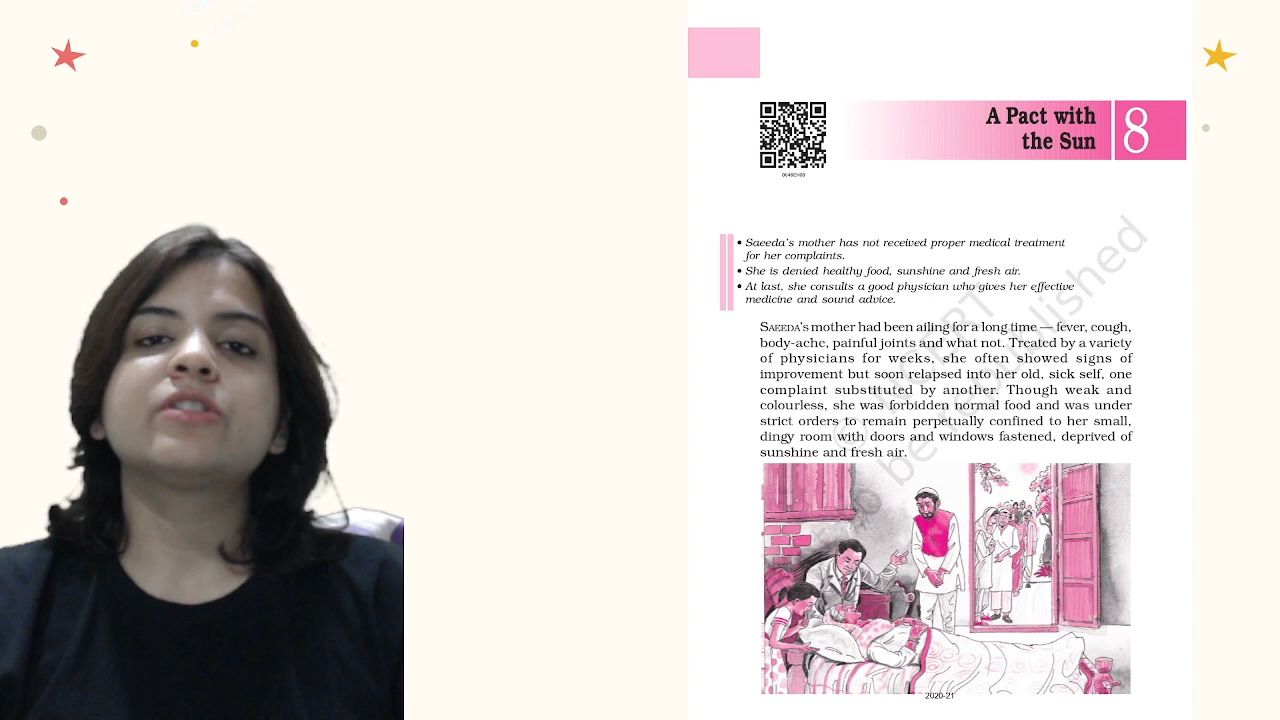 A Pact with
the Sun
8
0648CH08
• Saeeda's mother has not received proper medical treatment
for her complaints.
• She is denied healthy food, sunshine and fresh air.
• At last, she consults a good physician who gives her effective
medicine and sound advice.
SAEEDA'S mother had been ailing for a long time — fever, cough,
body-ache, painful joints and what not. Treated by a variety
of physicians for weeks, she often showed signs of
improvement but soon relapsed into her old, sick self, one
complaint substituted by another. Though weak and
colourless, she was forbidden normal food and was under
strict orders to remain perpetually confined to her small,
dingy room with doors and windows fastened, deprived of
sunshine and fresh air.
be republished
2020-21